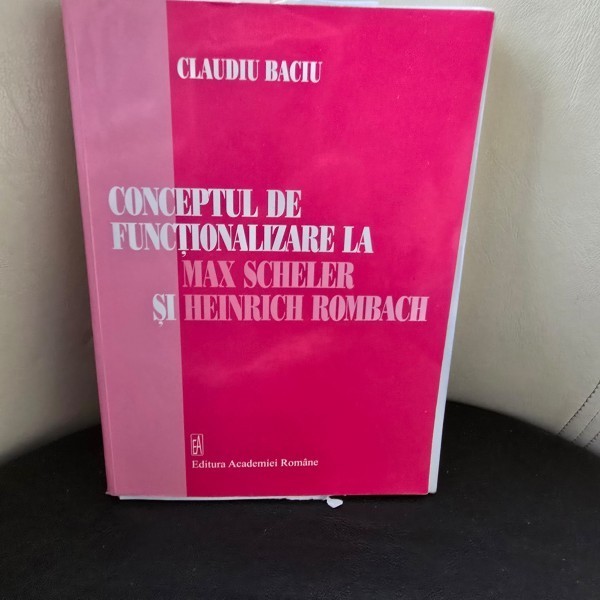 CLAUDIU BACIU
CONCEPTUL DE
FUNCȚIONALIZARE LA
MAX SCHELER
ȘI HEINRICH ROMBACH
EA
Editura Academiei Române